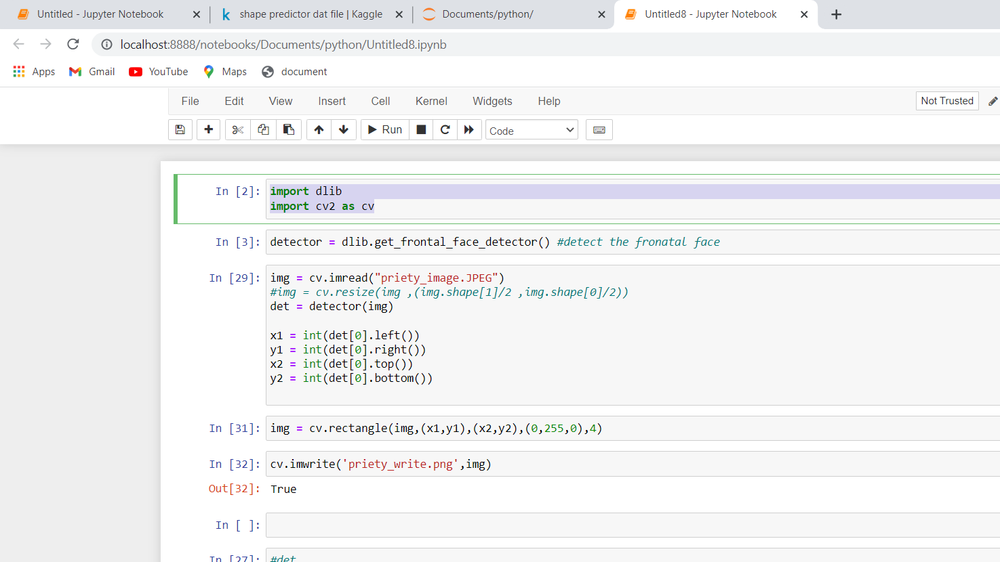 Untitled - Jupyter Notebook
shape predictor dat file | Kaggle
Documents/python/
Untitled8 - Jupyter Notebook
localhost:8888/notebooks/Documents/python/Untitled8.ipynb
Apps Gmail YouTube Maps document
File Edit View Insert Cell Kernel Widgets Help Not Trusted
Run Code
In [2]: import dlib
import cv2 as cv
In [3]: detector = dlib.get_frontal_face_detector() #detect the fronatal face
In [29]: img = cv.imread("priety_image.JPEG")
#img = cv.resize(img ,(img.shape[1]/2 ,img.shape[0]/2))
det = detector(img)
x1 = int(det[0].left())
y1 = int(det[0].right())
x2 = int(det[0].top())
y2 = int(det[0].bottom())
In [31]: img = cv.rectangle(img,(x1,y1),(x2,y2),(0,255,0),4)
In [32]: cv.imwrite('priety_write.png',img)
Out[32]: True
In [ ]:
In [27]: #det